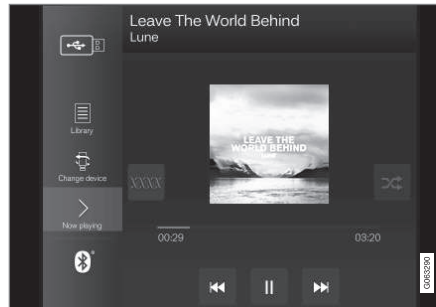 Leave The World Behind
Lune
Library
Change device
Now playing
LEAVE THE
WORLD BEHIND
LUNE
XXXX
00:29
03:20
G063290